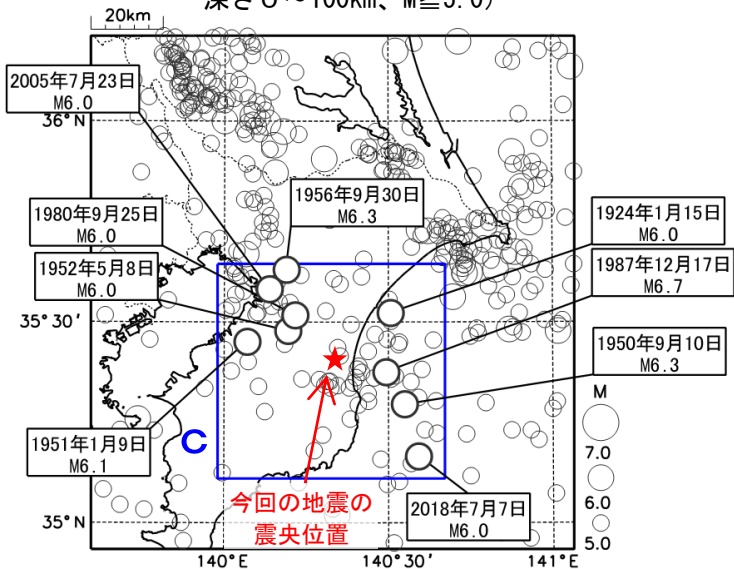 深さ0~100km、M≧5.0)
20km
2005年7月23日
M6.0
36°N
1956年9月30日
M6.3
1980年9月25日
M6.0
1924年1月15日
M6.0
1952年5月8日
M6.0
1987年12月17日
M6.7
35°30′
1950年9月10日
M6.3
M
7.0
6.0
5.0
C
1951年1月9日
M6.1
今回の地震の
震央位置
2018年7月7日
M6.0
35°N
140°E
140°30′
141°E